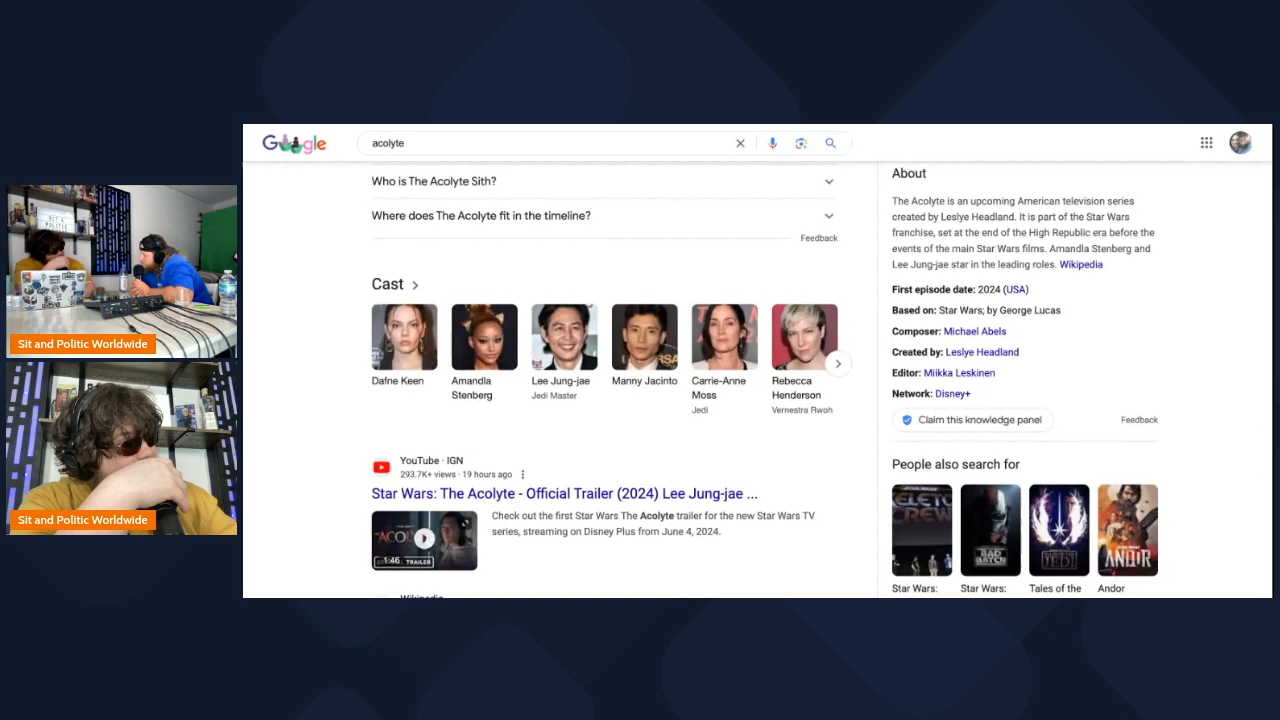 Google
acolyte
Who is The Acolyte Sith?
Where does The Acolyte fit in the timeline?
Feedback
Cast
Dafne Keen
Amandla
Stenberg
Lee Jung-jae
Jedi Master
Manny Jacinto
Carrie-Anne
Moss
Jedi
Rebecca
Henderson
Vernestra Rwoh
YouTube · IGN
293.7K+ views · 19 hours ago
Star Wars: The Acolyte - Official Trailer (2024) Lee Jung-jae ...
1:46 TRAILER
Check out the first Star Wars The Acolyte trailer for the new Star Wars TV
series, streaming on Disney Plus from June 4, 2024.
About
The Acolyte is an upcoming American television series
created by Leslye Headland. It is part of the Star Wars
franchise, set at the end of the High Republic era before the
events of the main Star Wars films. Amandla Stenberg and
Lee Jung-jae star in the leading roles. Wikipedia
First episode date: 2024 (USA)
Based on: Star Wars; by George Lucas
Composer: Michael Abels
Created by: Leslye Headland
Editor: Miikka Leskinen
Network: Disney+
Claim this knowledge panel
Feedback
People also search for
BAD
BATCH
JEDI
ANDOR
Star Wars:
Star Wars:
Tales of the
Andor
Sit and Politic Worldwide
Sit and Politic Worldwide